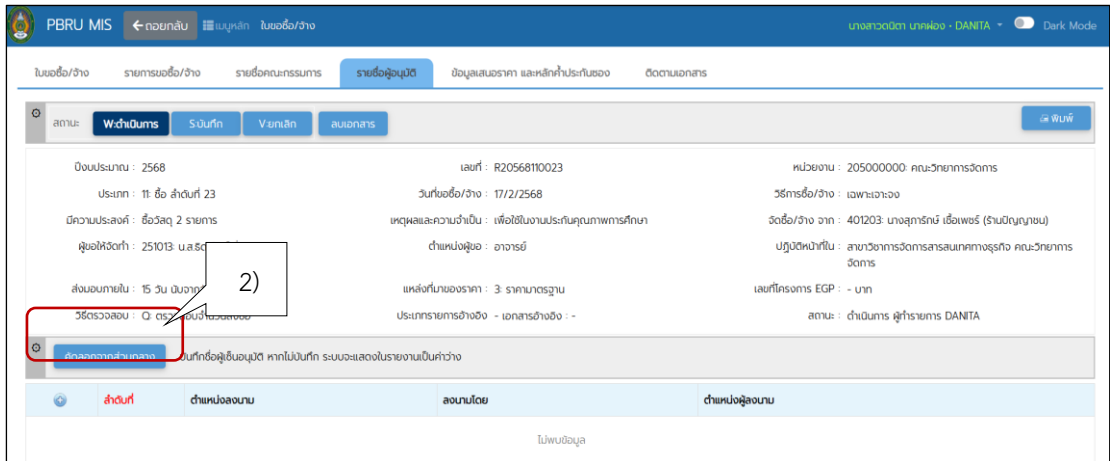 PBRU MIS ถอยกลับ เมนูหลัก ใบขอซื้อ/จ้าง นางสาวดนิตา นาคผ่อง - DANITA Dark Mode
ใบขอซื้อ/จ้าง รายการขอซื้อ/จ้าง รายชื่อคณะกรรมการ รายชื่อผู้อนุมัติ ข้อมูลเสนอราคา และหลักค้ำประกันซอง ติดตามเอกสาร
สถานะ: W:ดำเนินการ S:บันทึก V:ยกเลิก ลบเอกสาร พิมพ์
ปีงบประมาณ : 2568 เลขที่ : R20568110023 หน่วยงาน : 205000000: คณะวิทยาการจัดการ
ประเภท : 11: ซื้อ ลำดับที่ 23 วันที่ขอซื้อ/จ้าง : 17/2/2568 วิธีการซื้อ/จ้าง : เฉพาะเจาะจง
มีความประสงค์ : ซื้อวัสดุ 2 รายการ เหตุผลและความจำเป็น : เพื่อใช้ในงานประกันคุณภาพการศึกษา จัดซื้อ/จ้าง จาก : 401203: นางสุภารักษ์ เชื้อเพชร์ (ร้านปัญญาชน)
ผู้ขอให้จัดทำ : 251013: น.ส. ตำแหน่งผู้ขอ : อาจารย์ ปฏิบัติหน้าที่ใน : สาขาวิชาการจัดการสารสนเทศทางธุรกิจ คณะวิทยาการ
จัดการ
2)
ส่งมอบภายใน : 15 วัน นับจาก แหล่งที่มาของราคา : 3: ราคามาตรฐาน เลขที่โครงการ EGP : - บาท
วิธีตรวจสอบ : Q: ประเภทรายการอ้างอิง - เอกสารอ้างอิง : - สถานะ : ดำเนินการ ผู้ทำรายการ DANITA
คัดลอกจากส่วนกลาง บันทึกชื่อผู้เซ็นอนุมัติ หากไม่บันทึก ระบบจะแสดงในรายงานเป็นค่าว่าง
ลำดับที่ ตำแหน่งลงนาม ลงนามโดย ตำแหน่งผู้ลงนาม
ไม่พบข้อมูล